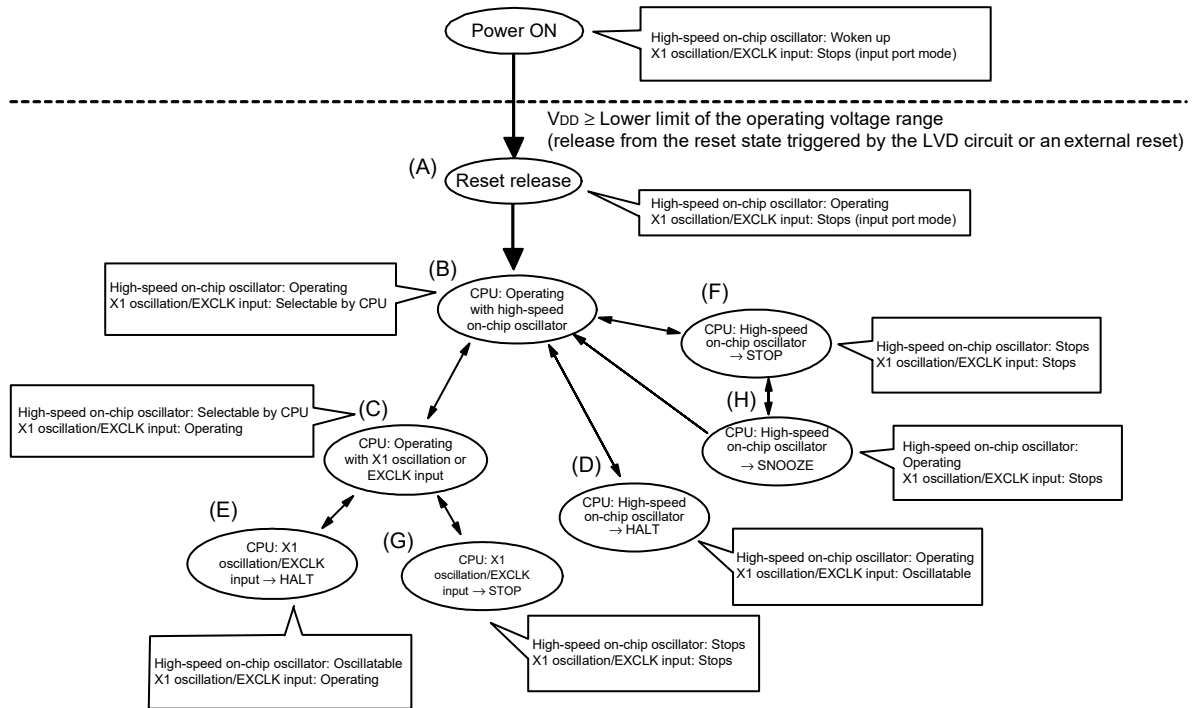 Power ON
High-speed on-chip oscillator: Woken up
X1 oscillation/EXCLK input: Stops (input port mode)
VDD ≥ Lower limit of the operating voltage range
(release from the reset state triggered by the LVD circuit or an external reset)
(A)
Reset release
High-speed on-chip oscillator: Operating
X1 oscillation/EXCLK input: Stops (input port mode)
(B)
High-speed on-chip oscillator: Operating
X1 oscillation/EXCLK input: Selectable by CPU
CPU: Operating
with high-speed
on-chip oscillator
(F)
CPU: High-speed
on-chip oscillator
→ STOP
High-speed on-chip oscillator: Stops
X1 oscillation/EXCLK input: Stops
High-speed on-chip oscillator: Selectable by CPU
X1 oscillation/EXCLK input: Operating
(C)
CPU: Operating
with X1 oscillation or
EXCLK input
(H)
CPU: High-speed
on-chip oscillator
→ SNOOZE
High-speed on-chip oscillator:
Operating
X1 oscillation/EXCLK input: Stops
(D)
CPU: High-speed
on-chip oscillator
→ HALT
High-speed on-chip oscillator: Operating
X1 oscillation/EXCLK input: Oscillatable
(E)
CPU: X1
oscillation/EXCLK
input → HALT
(G)
CPU: X1
oscillation/EXCLK
input → STOP
High-speed on-chip oscillator: Oscillatable
X1 oscillation/EXCLK input: Operating
High-speed on-chip oscillator: Stops
X1 oscillation/EXCLK input: Stops